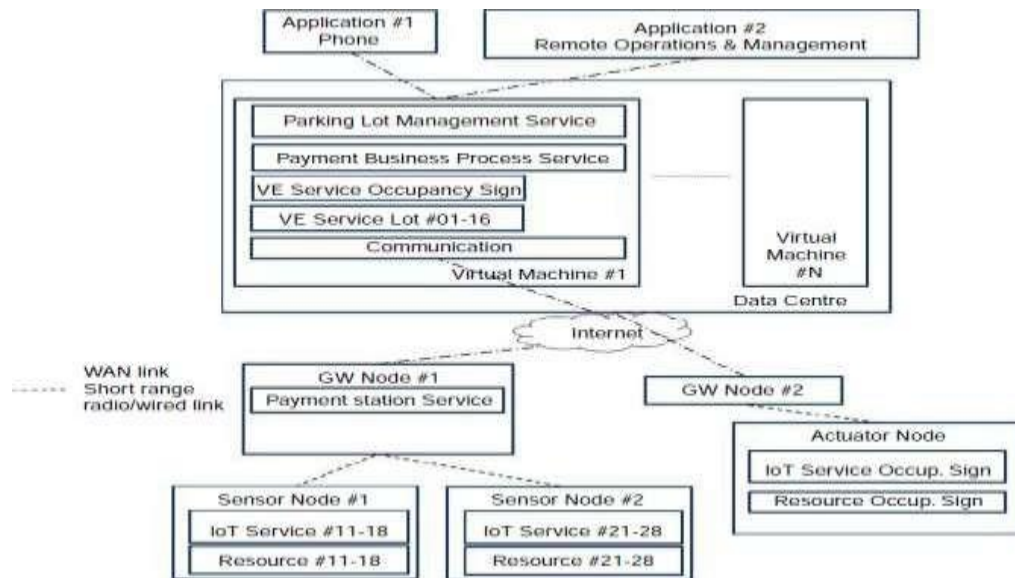 Application #1
Phone
Application #2
Remote Operations & Management
Parking Lot Management Service
Payment Business Process Service
VE Service Occupancy Sign
VE Service Lot #01-16
Communication
Virtual Machine #1
Virtual
Machine
#N
Data Centre
Internet
WAN link
Short range
radio/wired link
GW Node #1
Payment station Service
GW Node #2
Actuator Node
IoT Service Occup. Sign
Resource Occup. Sign
Sensor Node #1
IoT Service #11-18
Resource #11-18
Sensor Node #2
IoT Service #21-28
Resource #21-28